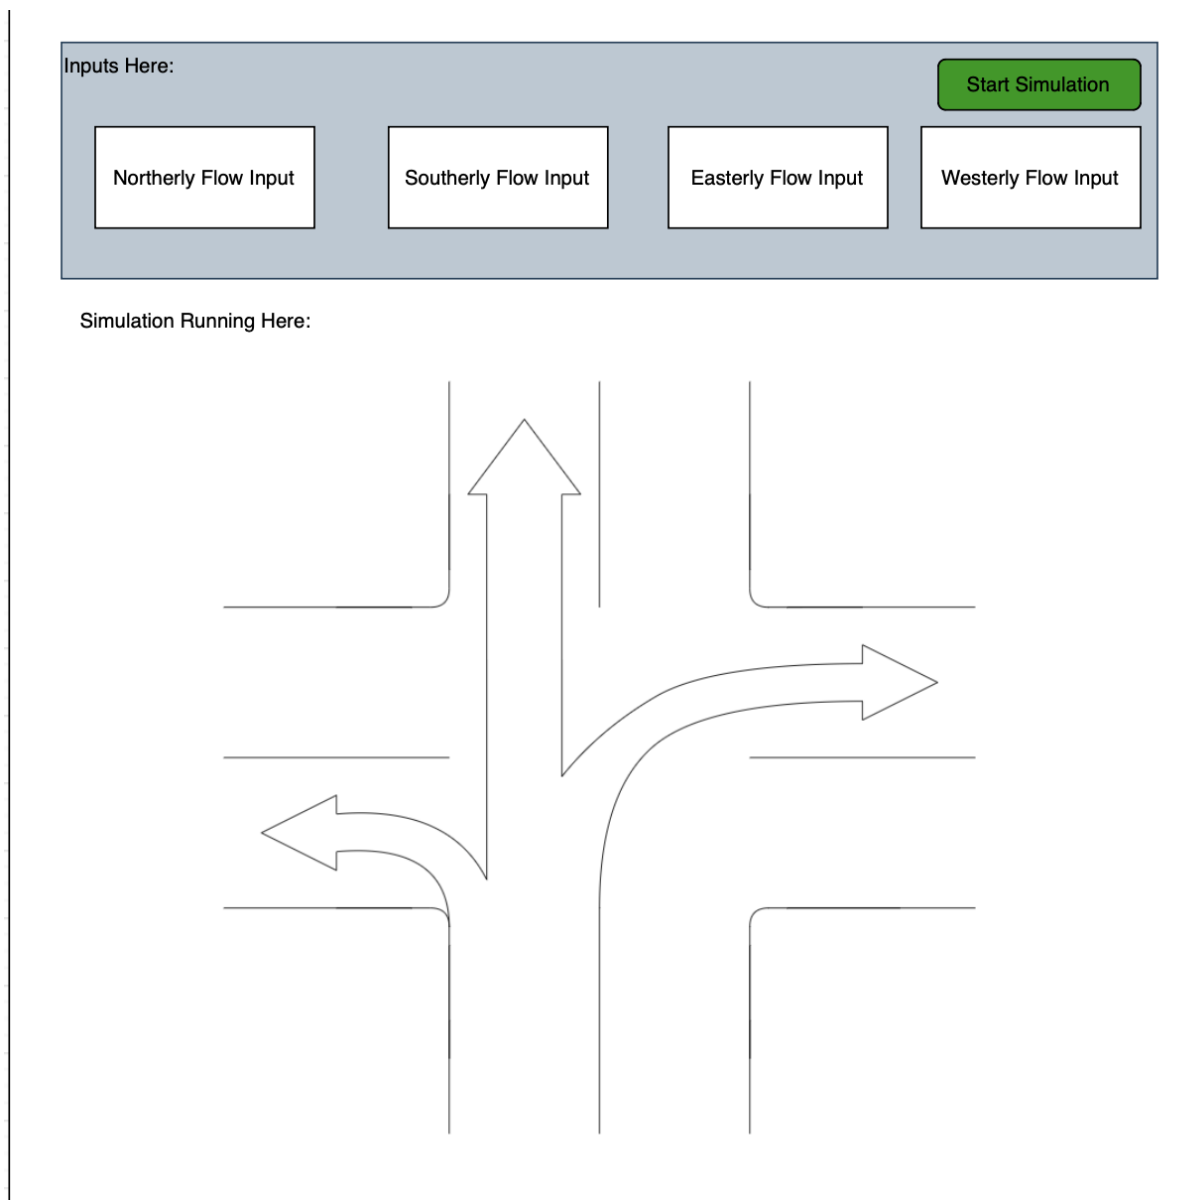 Inputs Here:
Start Simulation
Northerly Flow Input
Southerly Flow Input
Easterly Flow Input
Westerly Flow Input
Simulation Running Here: